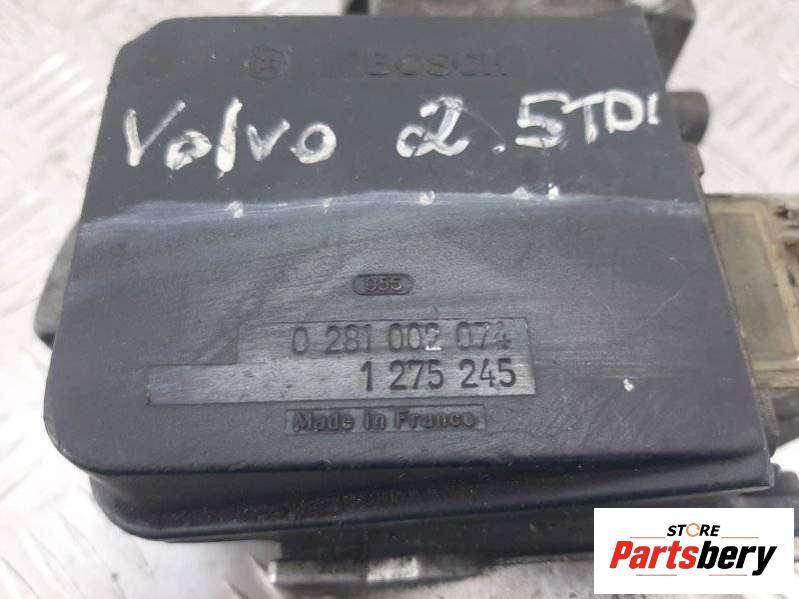 BOSCH
Volvo 2.5TDI
955
0 281 002 074
1 275 245
Made in France
STORE
Partsbery